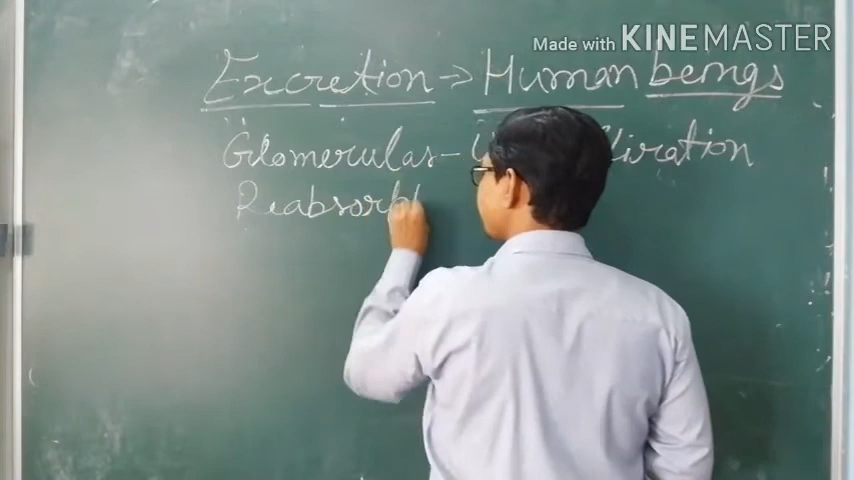 Made with KINEMASTER
Excretion → Human beings
Glomerular -
Reabsorb